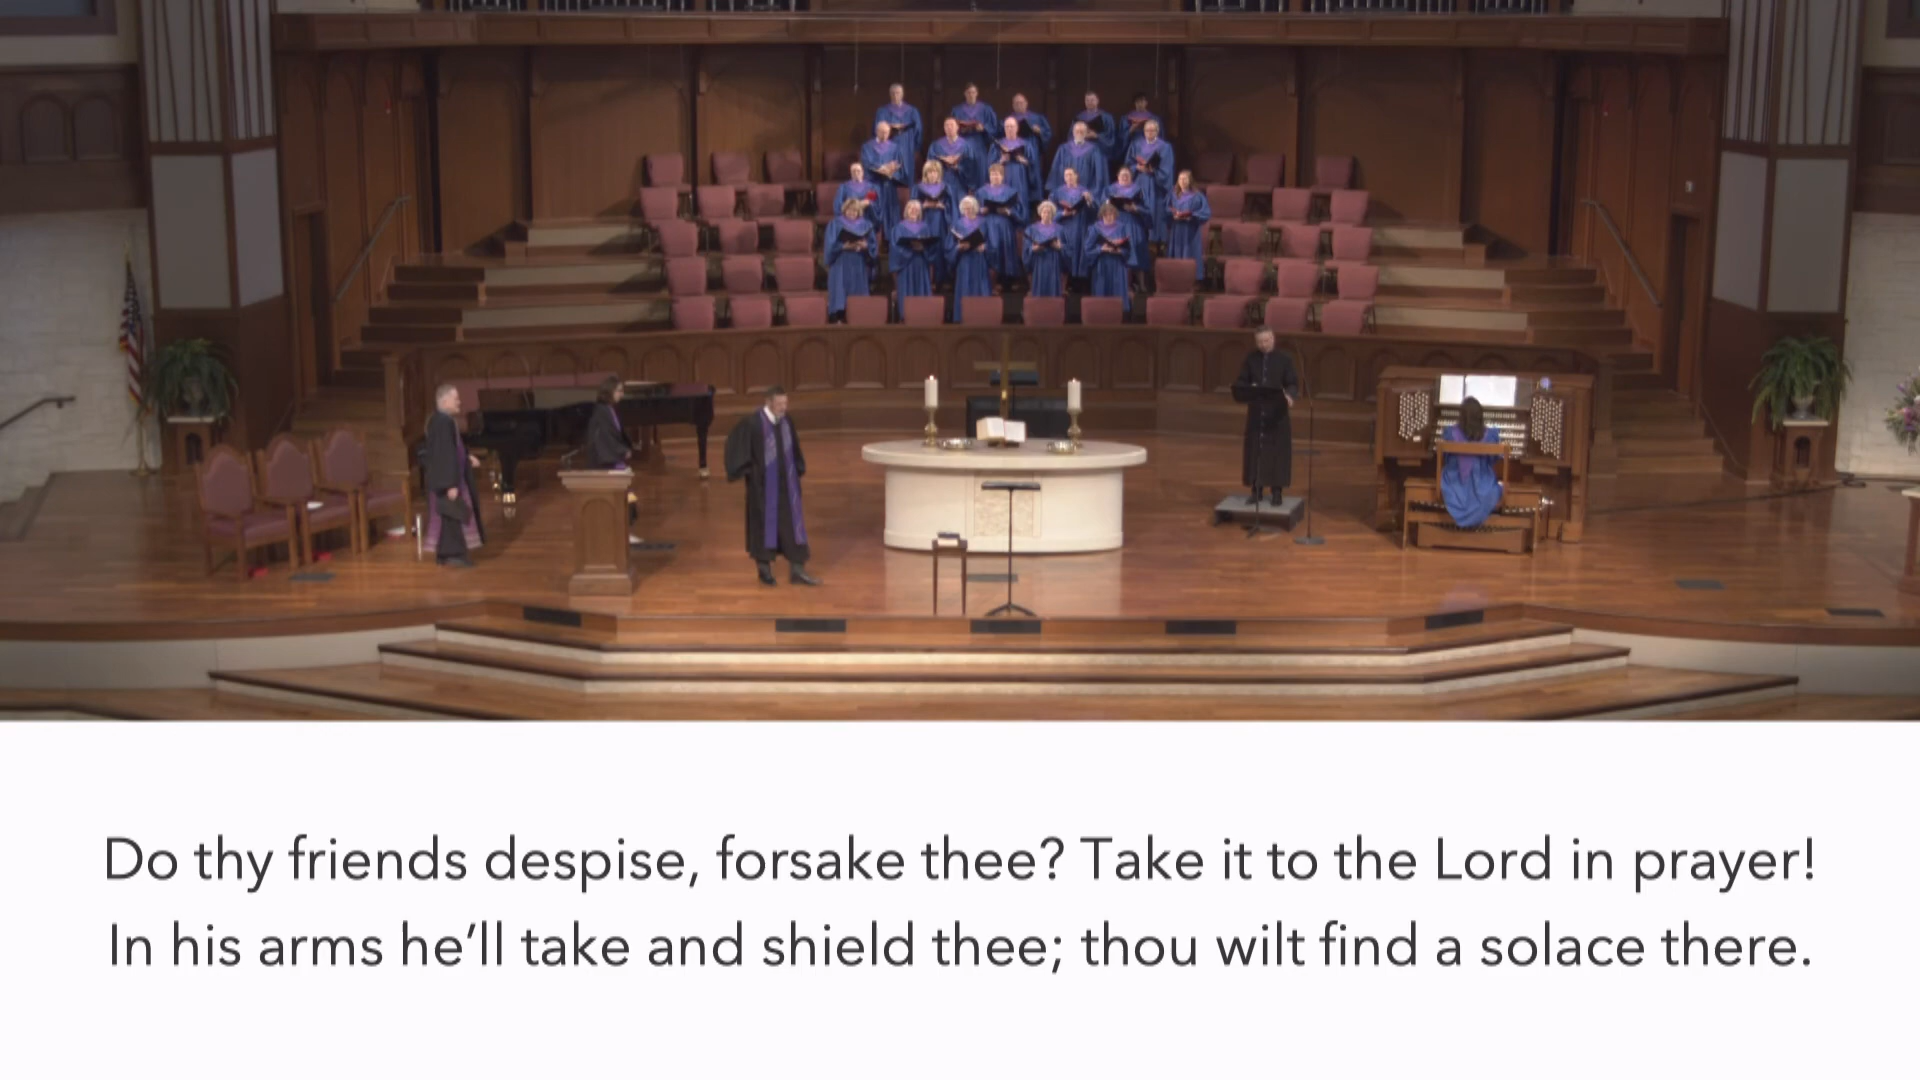 Do thy friends despise, forsake thee? Take it to the Lord in prayer!
In his arms he’ll take and shield thee; thou wilt find a solace there.